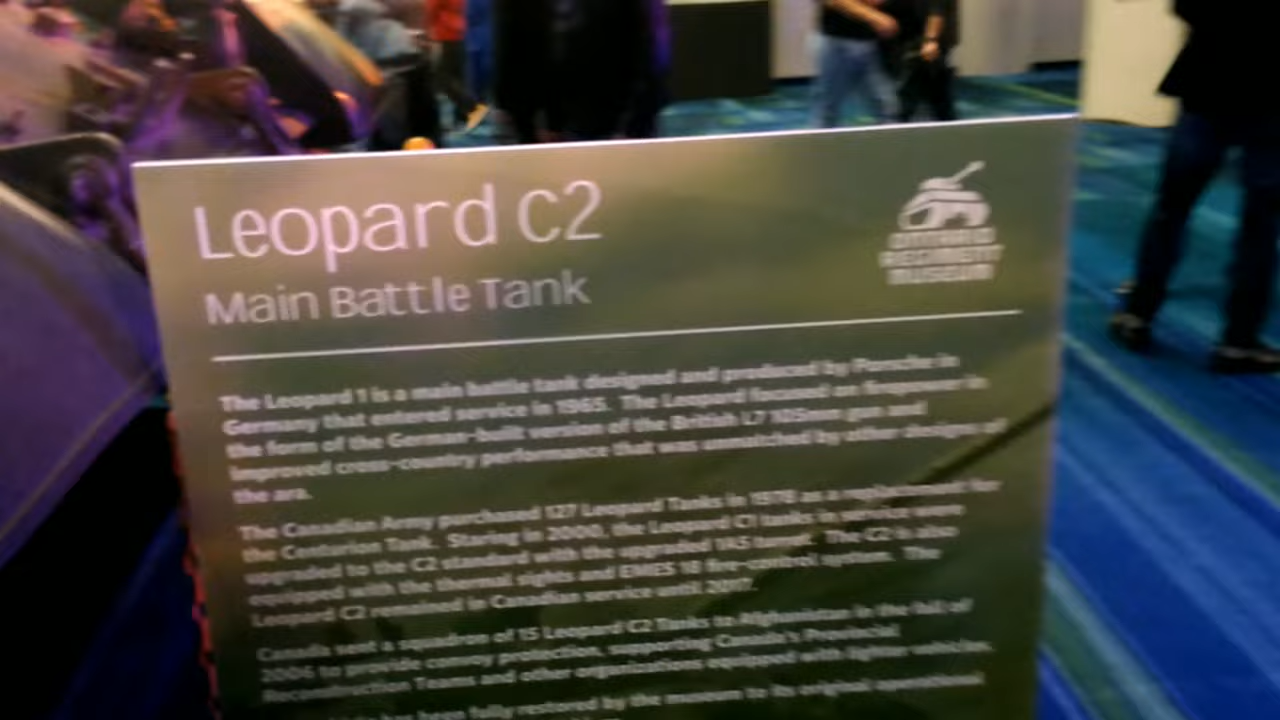 Leopard C2
Main Battle Tank
ONTARIO
REGIMENT
MUSEUM
The Leopard 1 is a main battle tank designed and produced by Porsche in
Germany that entered service in 1965. The Leopard focused on firepower in
the form of the German-built version of the British L7 105mm gun and
improved cross-country performance that was unmatched by other designs of
the era.
The Canadian Army purchased 127 Leopard Tanks in 1978 as a replacement for
the Centurion Tank. Staring in 2000, the Leopard C1 tanks in service were
upgraded to the C2 standard with the upgraded 1A5 turret. The C2 is also
equipped with the thermal sights and EMES 18 fire-control system. The
Leopard C2 remained in Canadian service until
Canada sent a squadron of 15 Leopard C2 Tanks to Afghanistan in the fall of
2006 to provide convoy protection, supporting Canada's Provincial
Reconstruction Teams and other organizations equipped with lighter vehicles.
has been fully restored by the museum to its original operational